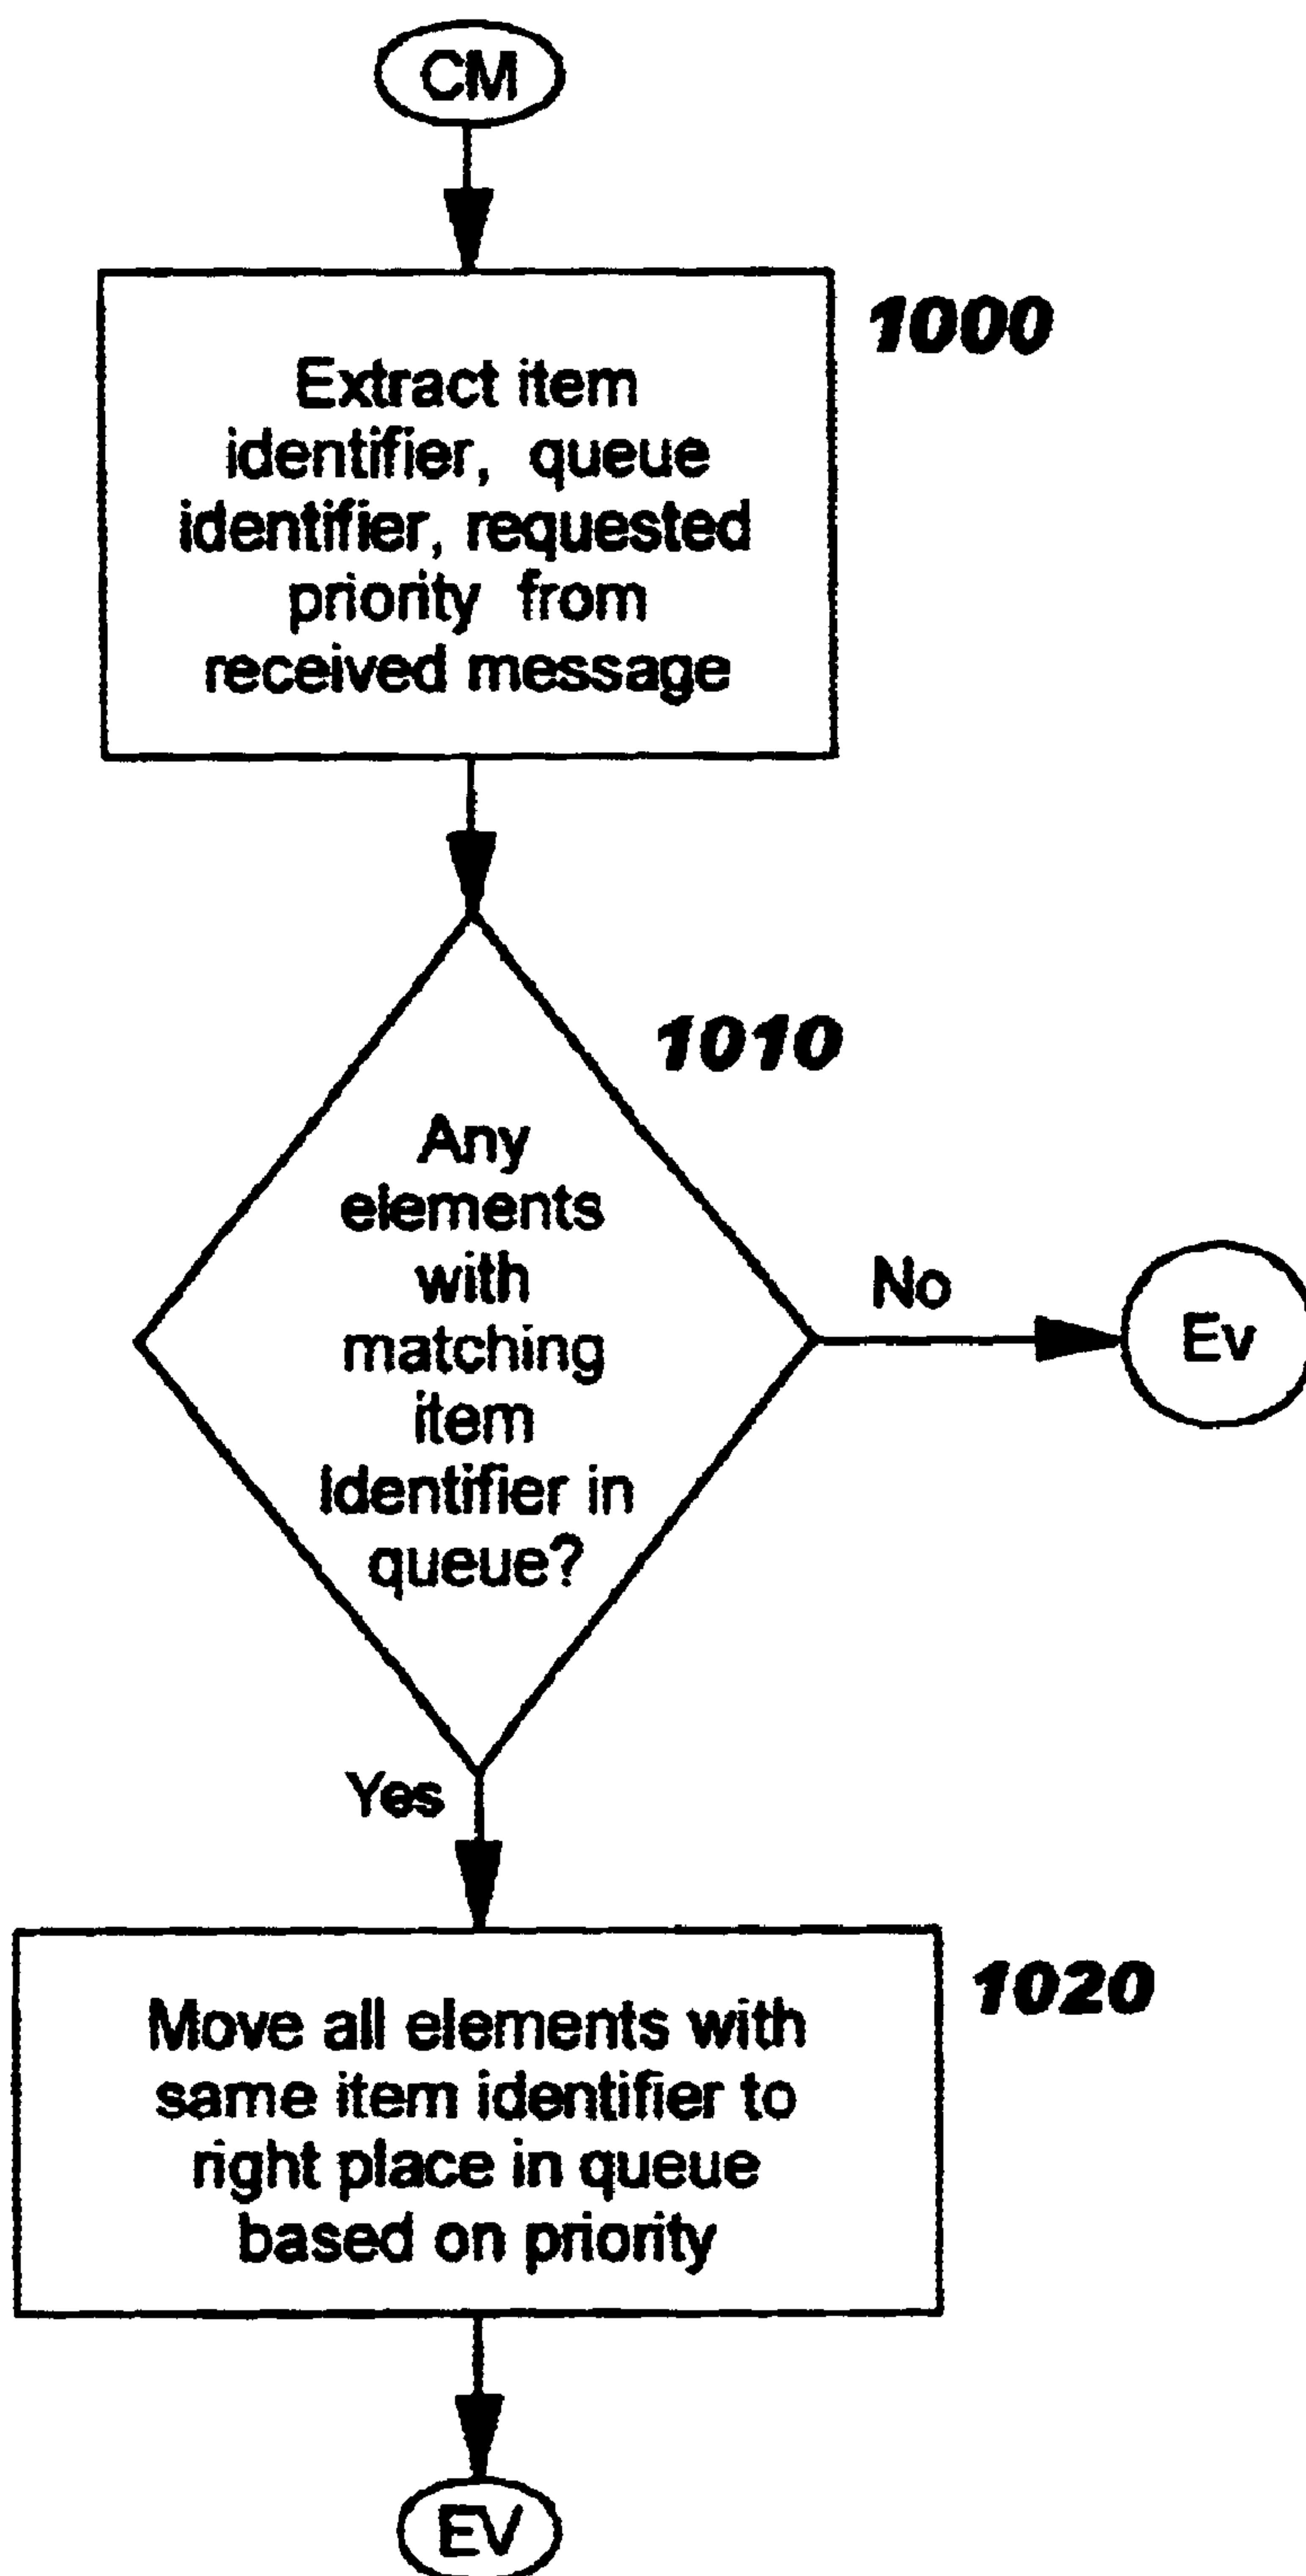 CM
1000
Extract item
identifier, queue
identifier, requested
priority from
received message
1010
Any
elements
with
matching
item
Identifier in
queue?
No
Ev
Yes
1020
Move all elements with
same item identifier to
right place in queue
based on priority
EV